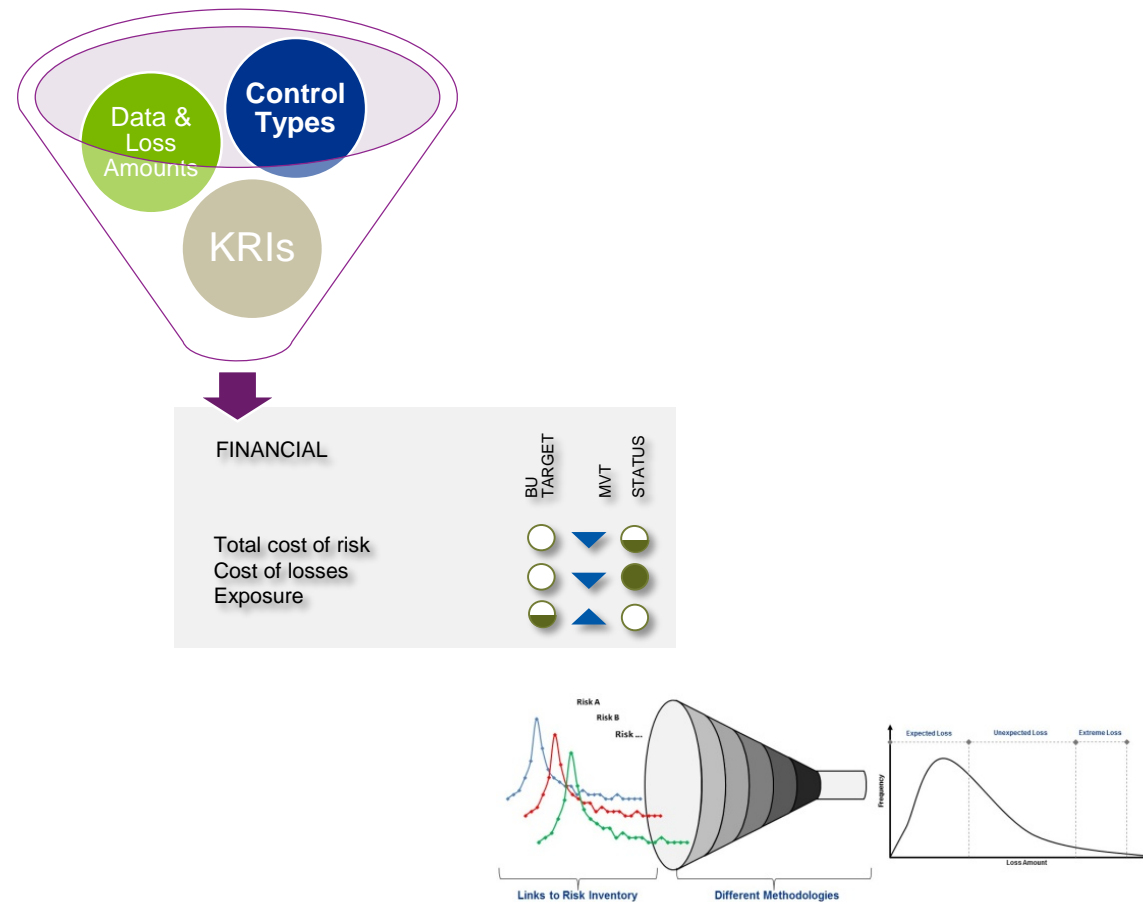 Control
Types
Data &
Loss
Amounts
KRIs
FINANCIAL
BU
TARGET
MVT
STATUS
Total cost of risk
Cost of losses
Exposure
Risk A
Risk B
Risk ...
Links to Risk Inventory
Different Methodologies
Expected Loss
Unexpected Loss
Extreme Loss
Frequency
Loss Amount